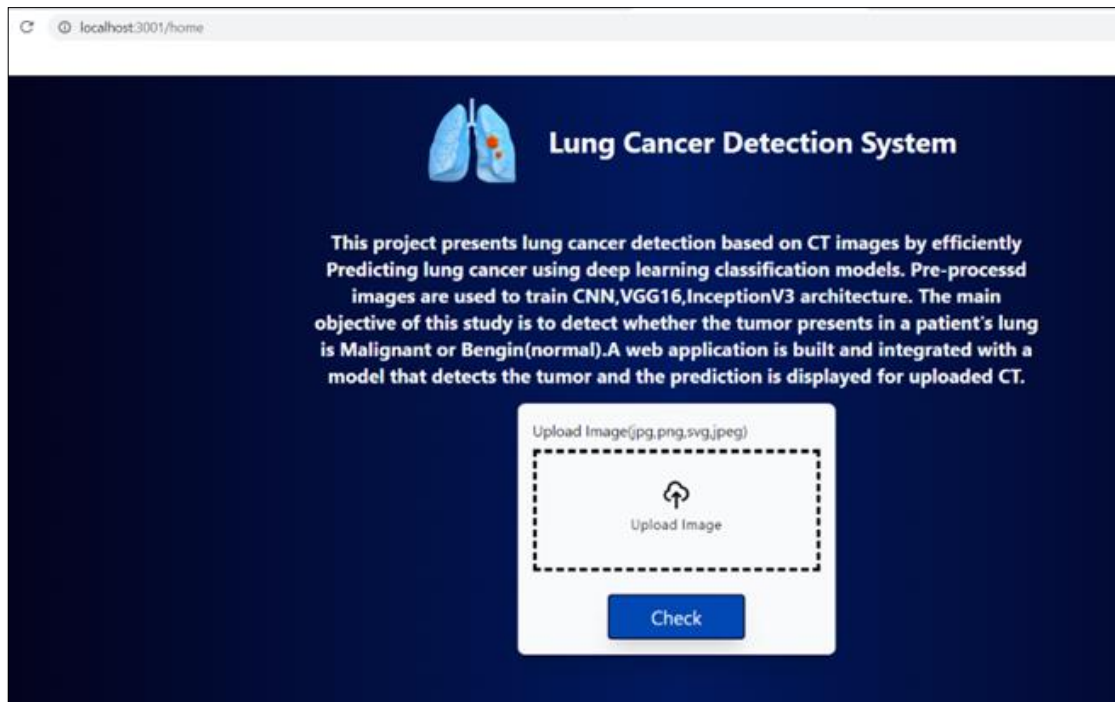 localhost:3001/home
Lung Cancer Detection System
This project presents lung cancer detection based on CT images by efficiently
Predicting lung cancer using deep learning classification models. Pre-processd
images are used to train CNN,VGG16,InceptionV3 architecture. The main
objective of this study is to detect whether the tumor presents in a patient's lung
is Malignant or Bengin(normal).A web application is built and integrated with a
model that detects the tumor and the prediction is displayed for uploaded CT.
Upload Image(jpg,png,svg,jpeg)
Upload Image
Check